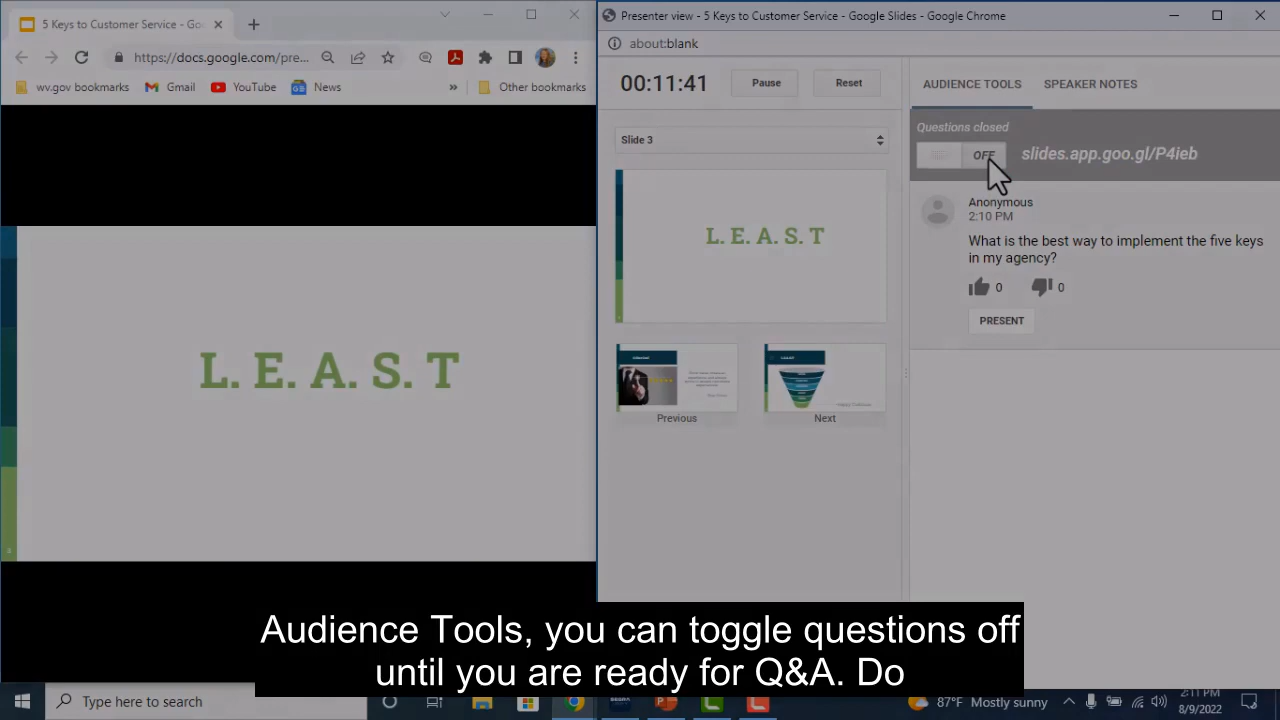 5 Keys to Customer Service - Goo
https://docs.google.com/pre...
wv.gov bookmarks
Gmail
YouTube
News
»
Other bookmarks
L. E. A. S. T
Presenter view - 5 Keys to Customer Service - Google Slides - Google Chrome
about:blank
00:11:41
Pause
Reset
Slide 3
L. E. A. S. T
Previous
Next
AUDIENCE TOOLS
SPEAKER NOTES
Questions closed
OFF
slides.app.goo.gl/P4ieb
Anonymous
2:10 PM
What is the best way to implement the five keys
in my agency?
0
0
PRESENT
Audience Tools, you can toggle questions off
until you are ready for Q&A. Do
Type here to search
87°F Mostly sunny
2:11 PM
8/9/2022